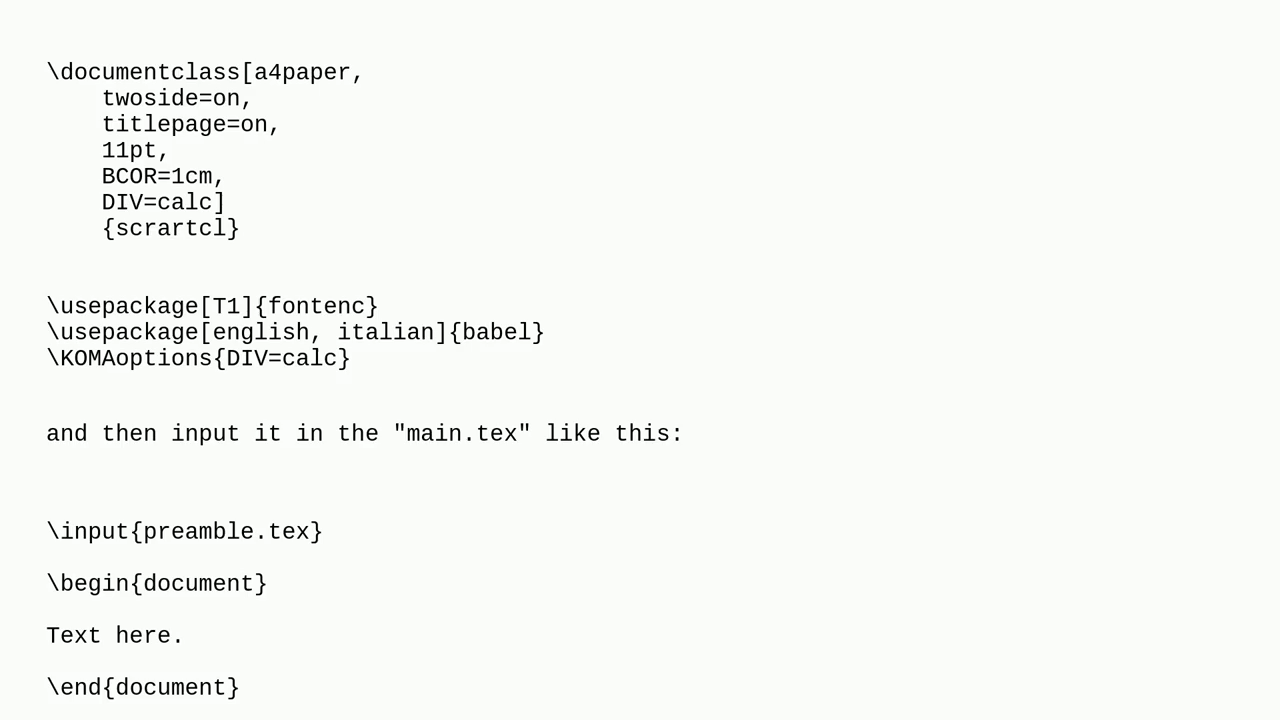 \documentclass[a4paper,
    twoside=on,
    titlepage=on,
    11pt,
    BCOR=1cm,
    DIV=calc]
    {scrartcl}
\usepackage[T1]{fontenc}
\usepackage[english, italian]{babel}
\KOMAoptions{DIV=calc}
and then input it in the "main.tex" like this:
\input{preamble.tex}
\begin{document}
Text here.
\end{document}